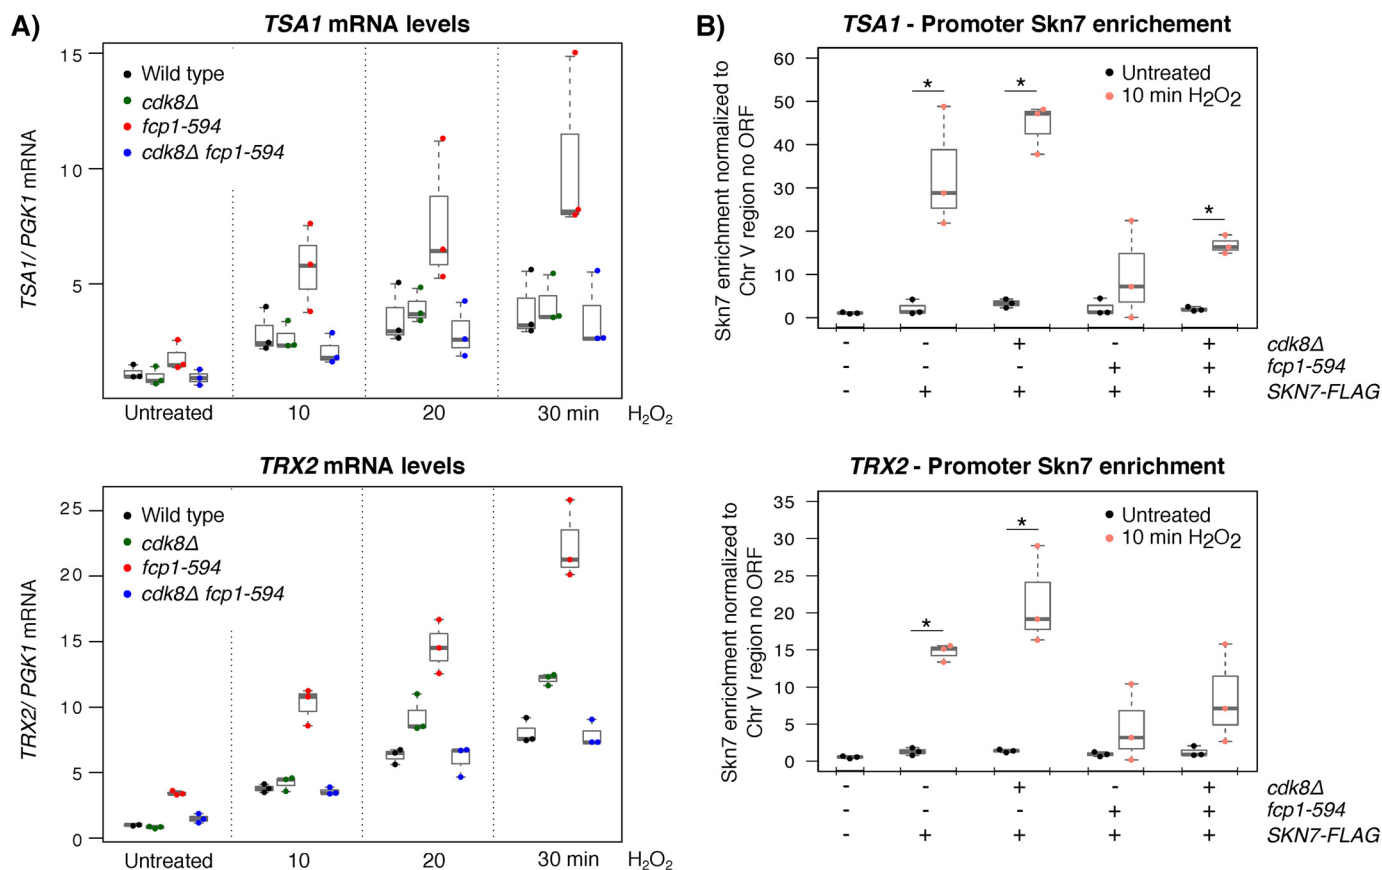 A)
TSA1 mRNA levels
TSA1/ PGK1 mRNA
15
10
5
Wild type
cdk8Δ
fcp1-594
cdk8Δ fcp1-594
Untreated 10 20 30 min H2O2
TRX2 mRNA levels
TRX2/ PGK1 mRNA
25
20
15
10
5
0
Wild type
cdk8Δ
fcp1-594
cdk8Δ fcp1-594
Untreated 10 20 30 min H2O2
B)
TSA1 - Promoter Skn7 enrichement
Skn7 enrichment normalized to
Chr V region no ORF
60
50
40
30
20
10
0
Untreated
10 min H2O2
* * *
- - + - + cdk8Δ
- - - + + fcp1-594
- + + + + SKN7-FLAG
TRX2 - Promoter Skn7 enrichment
Skn7 enrichment normalized to
Chr V region no ORF
35
30
25
20
15
10
5
0
Untreated
10 min H2O2
* *
- - + - + cdk8Δ
- - - + + fcp1-594
- + + + + SKN7-FLAG